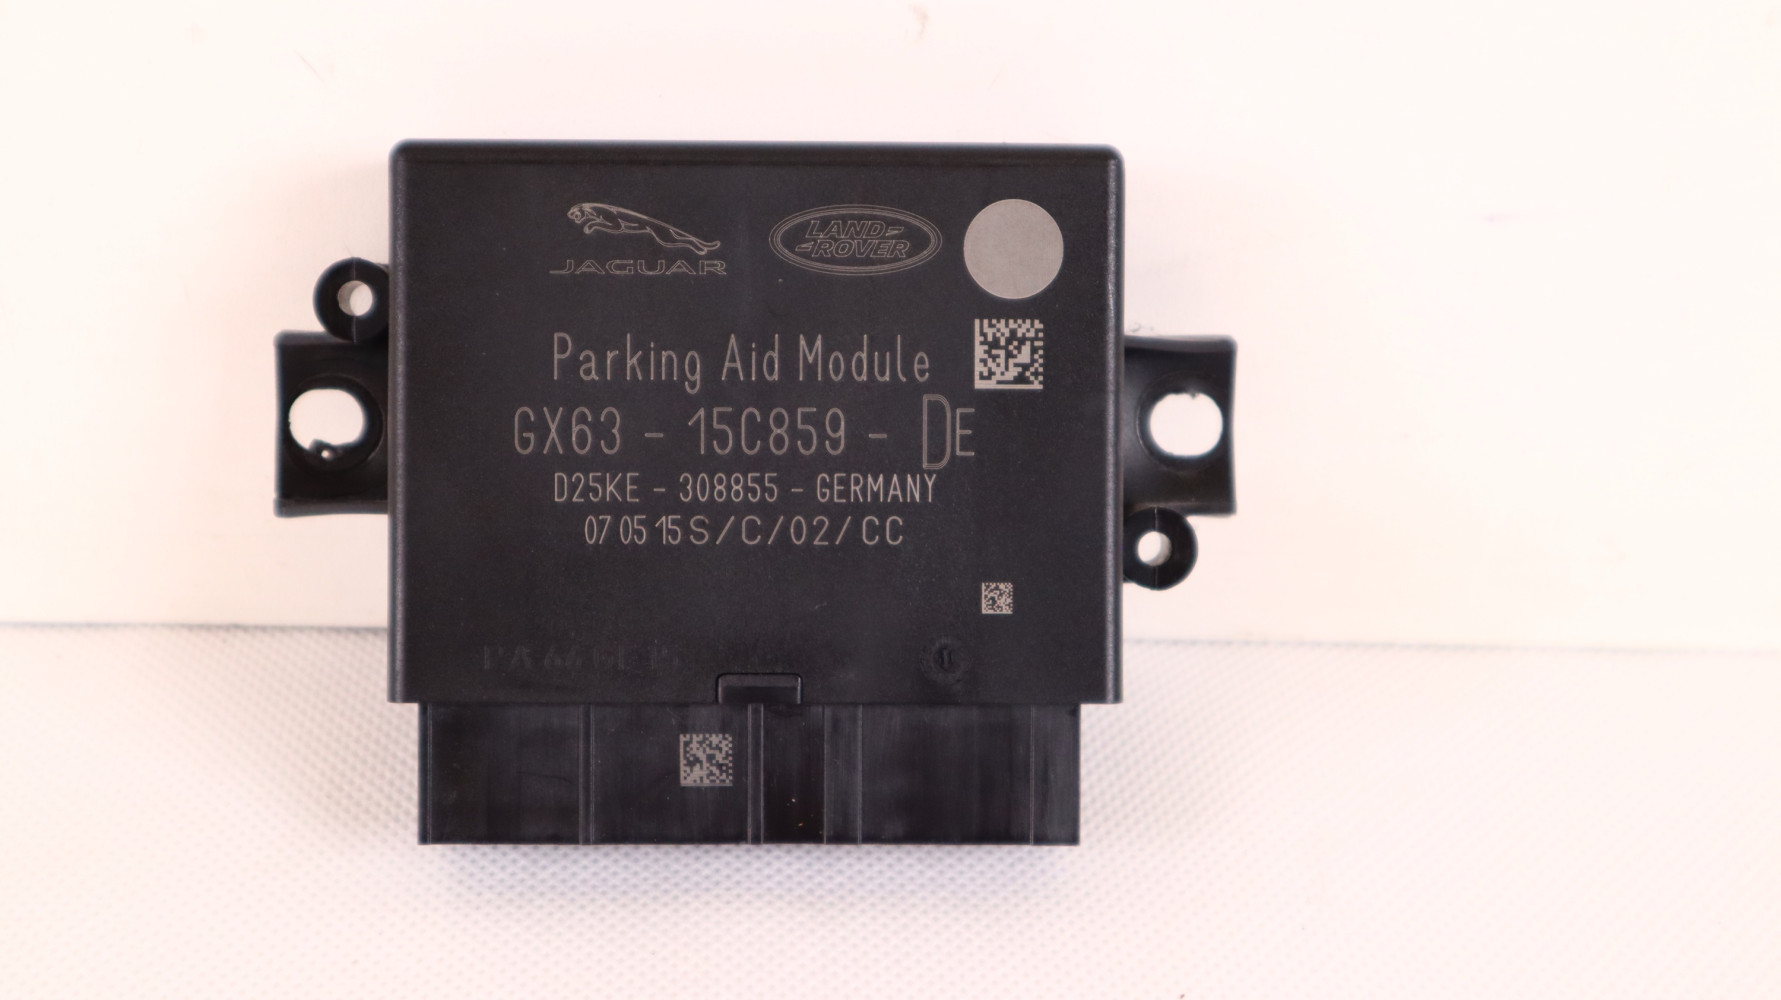 JAGUAR
LAND-
-ROVER
Parking Aid Module
GX63 - 15C859 - DE
D25KE - 308855 - GERMANY
07 05 15 S/C/02/CC